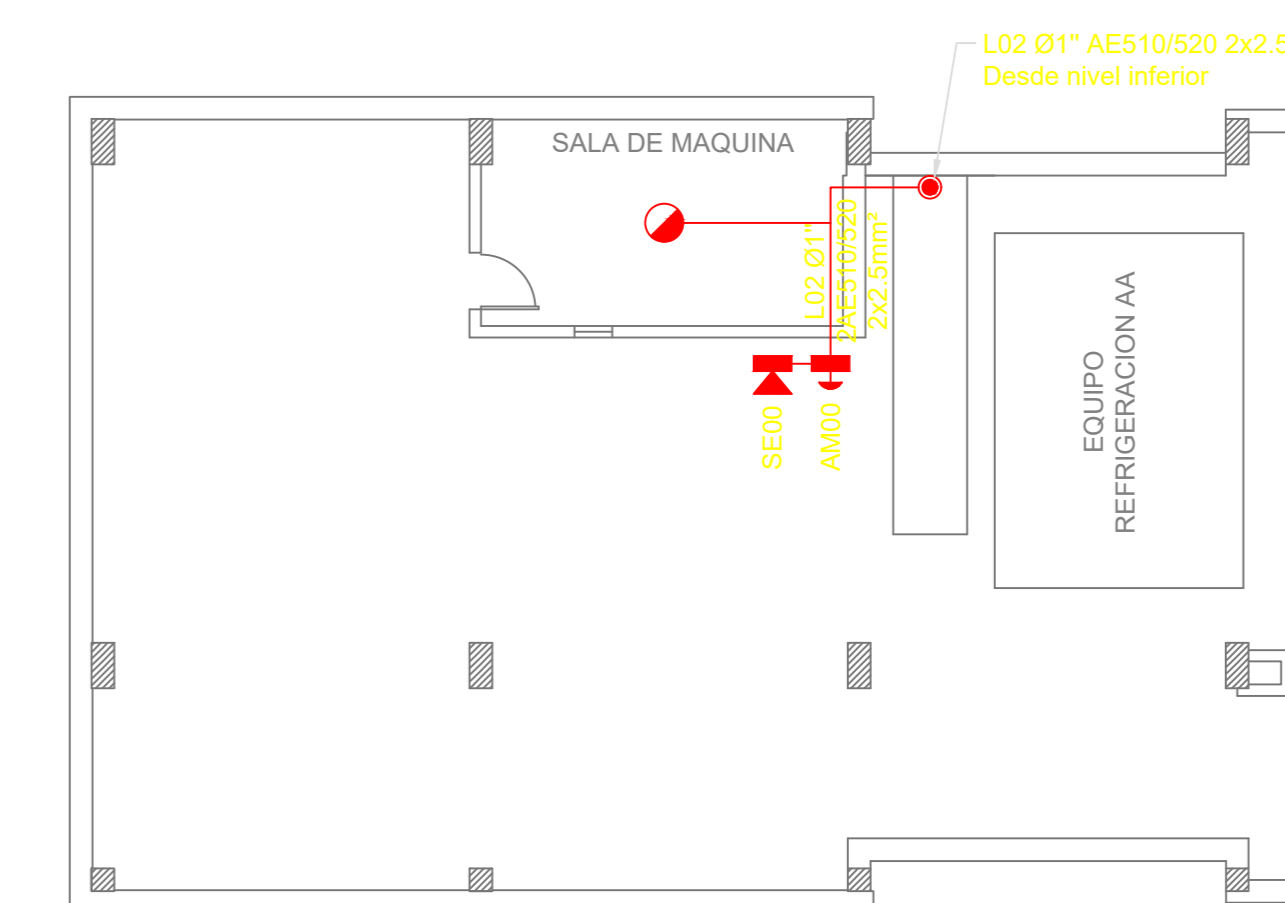 L02 Ø1" AE510/520 2x2.5
Desde nivel inferior
SALA DE MAQUINA
L02 Ø1"
2AE510/520
2x2.5mm²
SE00
AM00
EQUIPO
REFRIGERACION AA